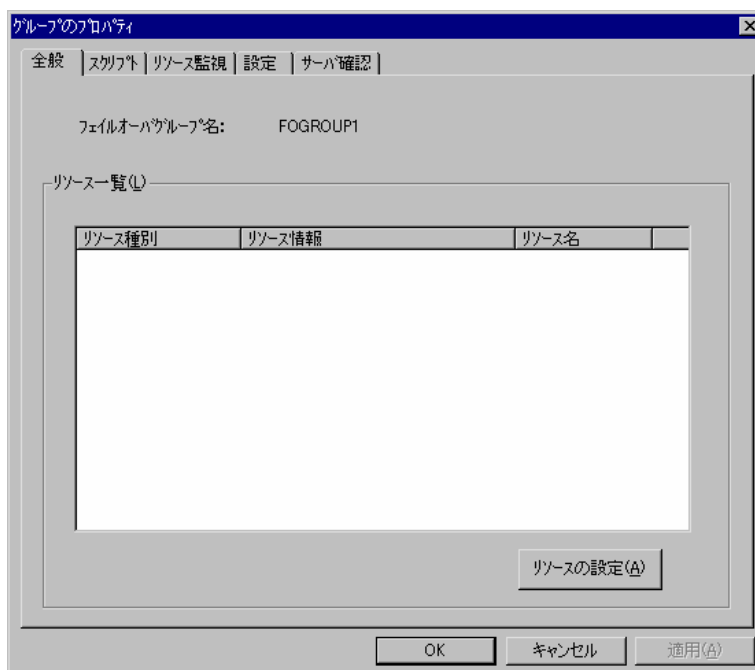 ｸﾞﾙｰﾌﾟのﾌﾟﾛﾊﾟﾃｨ
全般 ｽｸﾘﾌﾟﾄ ﾘｿｰｽ監視 設定 ｻｰﾊﾞ確認
ﾌｪｲﾙｵｰﾊﾞｸﾞﾙｰﾌﾟ名: FOGROUP1
ﾘｿｰｽ一覧(L)
ﾘｿｰｽ種別 ﾘｿｰｽ情報 ﾘｿｰｽ名
ﾘｿｰｽの設定(A)
OK キャンセル 適用(A)